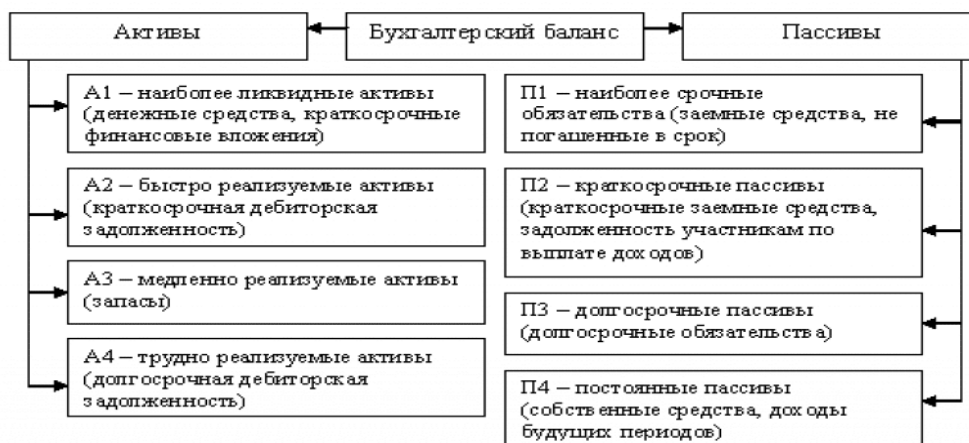 Активы
Бухгалтерский баланс
Пассивы
А1 – наиболее ликвидные активы
(денежные средства, краткосрочные
финансовые вложения)
А2 – быстро реализуемые активы
(краткосрочная дебиторская
задолженность)
А3 – медленно реализуемые активы
(запасы)
А4 – трудно реализуемые активы
(долгосрочная дебиторская
задолженность)
П1 – наиболее срочные
обязательства (заемные средства, не
погашенные в срок)
П2 – краткосрочные пассивы
(краткосрочные заемные средства,
задолженность участникам по
выплате доходов)
П3 – долгосрочные пассивы
(долгосрочные обязательства)
П4 – постоянные пассивы
(собственные средства, доходы
будущих периодов)